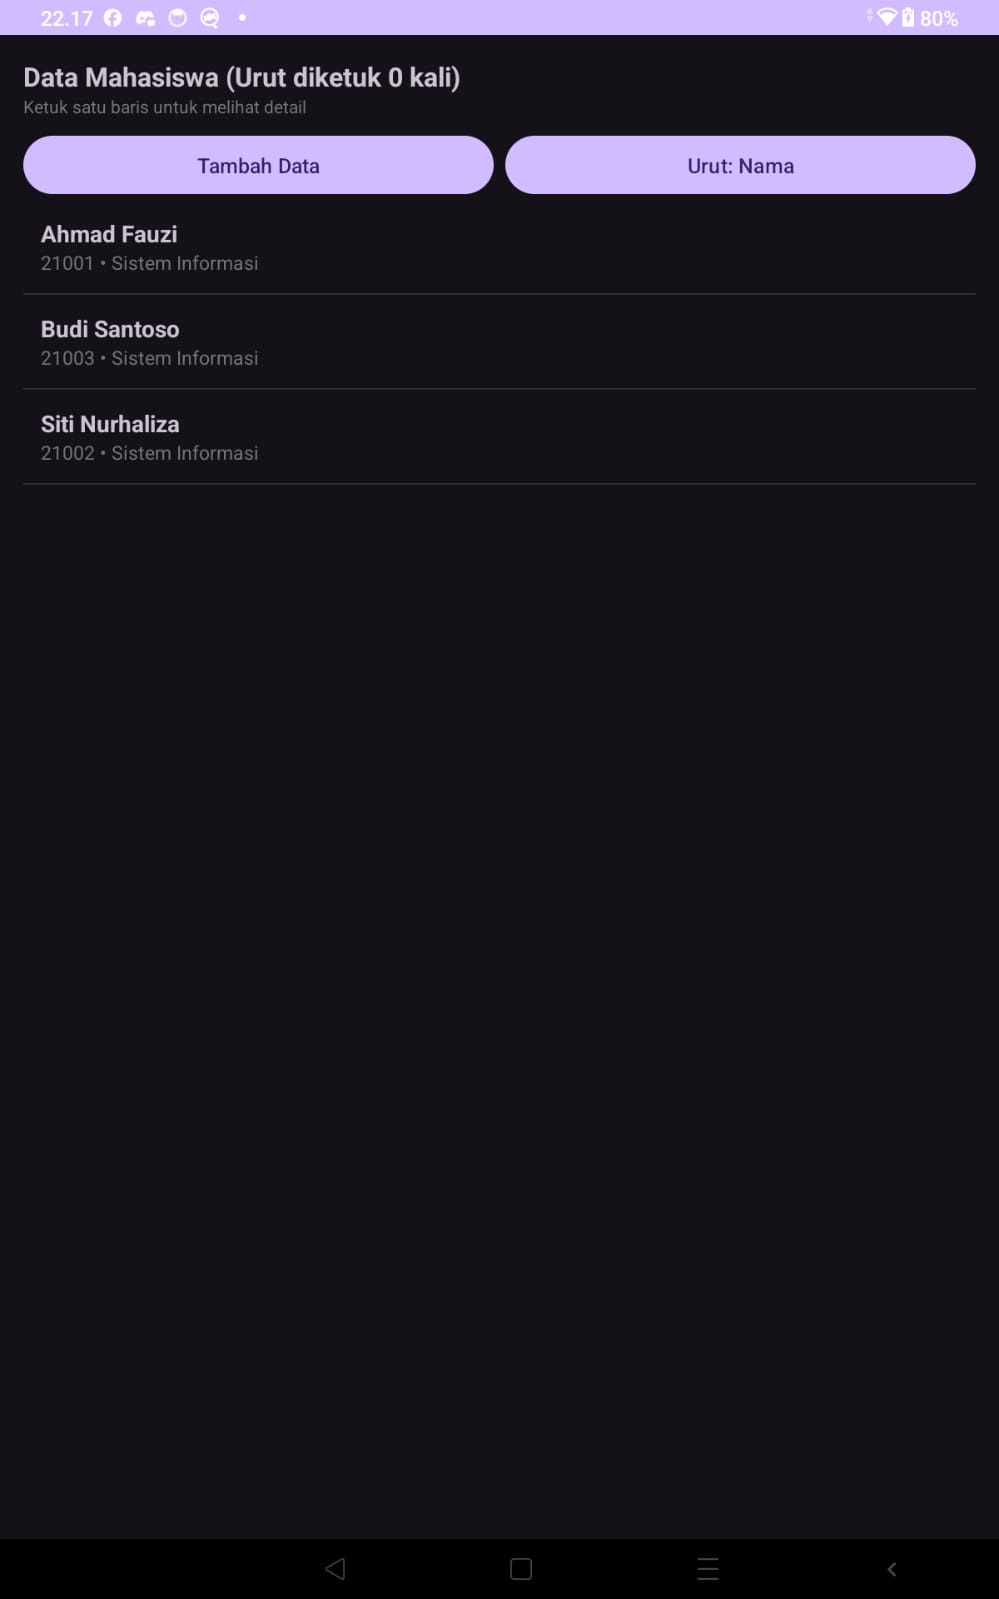 22.17
80%
Data Mahasiswa (Urut diketuk 0 kali)
Ketuk satu baris untuk melihat detail
Tambah Data
Urut: Nama
Ahmad Fauzi
21001 • Sistem Informasi
Budi Santoso
21003 • Sistem Informasi
Siti Nurhaliza
21002 • Sistem Informasi